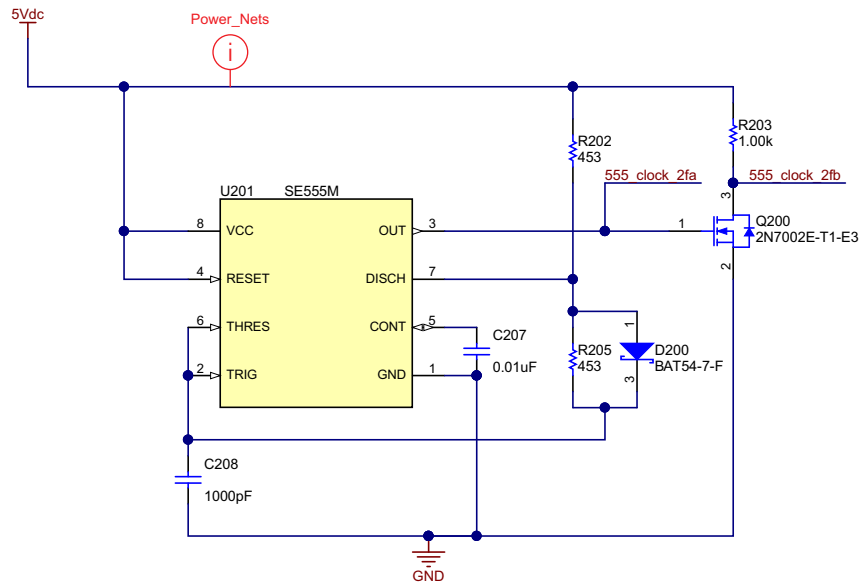 5Vdc
Power_Nets
i
R203
1.00k
R202
453
555_clock_2fa
555_clock_2fb
U201
SE555M
3
1
Q200
2N7002E-T1-E3
2
8
VCC
OUT
3
4
RESET
DISCH
7
6
THRES
CONT
5
2
TRIG
GND
1
C207
0.01uF
1
R205
453
D200
BAT54-7-F
3
C208
1000pF
GND